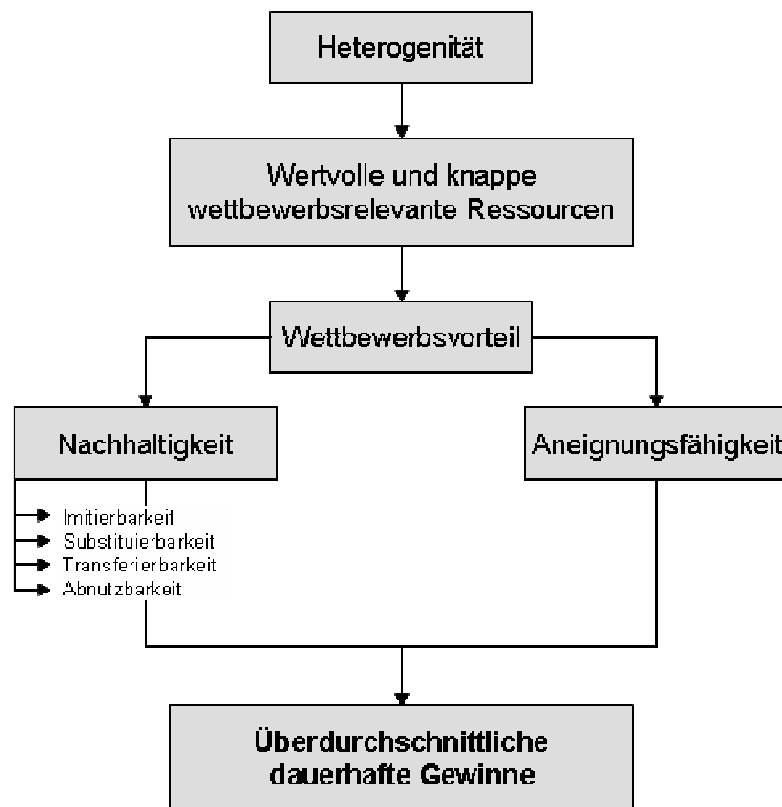 Heterogenität
Wertvolle und knappe
wettbewerbsrelevante Ressourcen
Wettbewerbsvorteil
Nachhaltigkeit
Aneignungsfähigkeit
Imitierbarkeit
Substituierbarkeit
Transferierbarkeit
Abnutzbarkeit
Überdurchschnittliche
dauerhafte Gewinne